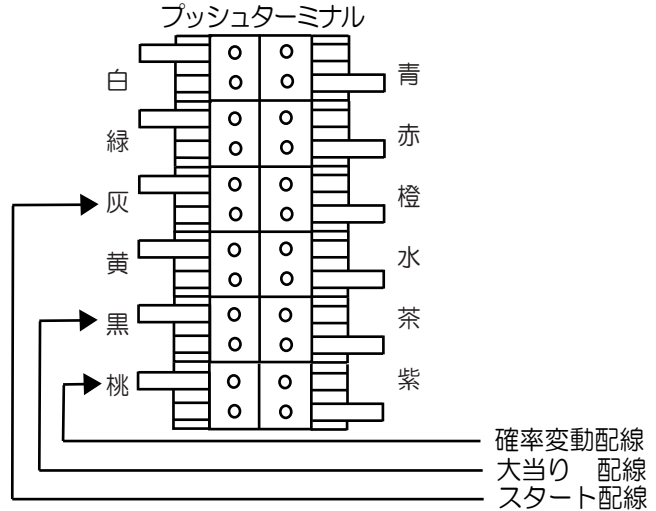 プッシュターミナル
白
青
緑
赤
灰
橙
黄
水
黒
茶
桃
紫
確率変動配線
大当り　配線
スタート配線